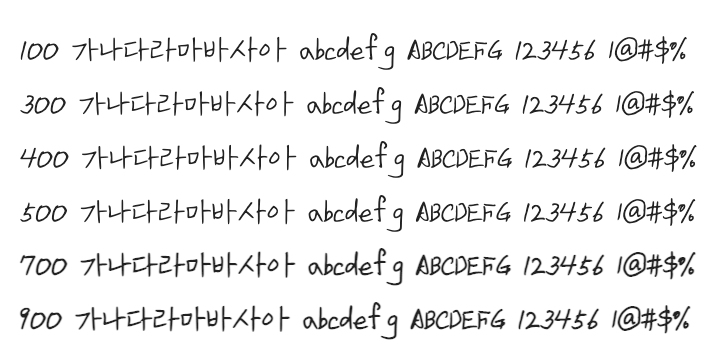 100 가나다라마바사아 abcdefg ABCDEFG 123456 !@#$%
300 가나다라마바사아 abcdefg ABCDEFG 123456 !@#$%
400 가나다라마바사아 abcdefg ABCDEFG 123456 !@#$%
500 가나다라마바사아 abcdefg ABCDEFG 123456 !@#$%
700 가나다라마바사아 abcdefg ABCDEFG 123456 !@#$%
900 가나다라마바사아 abcdefg ABCDEFG 123456 !@#$%